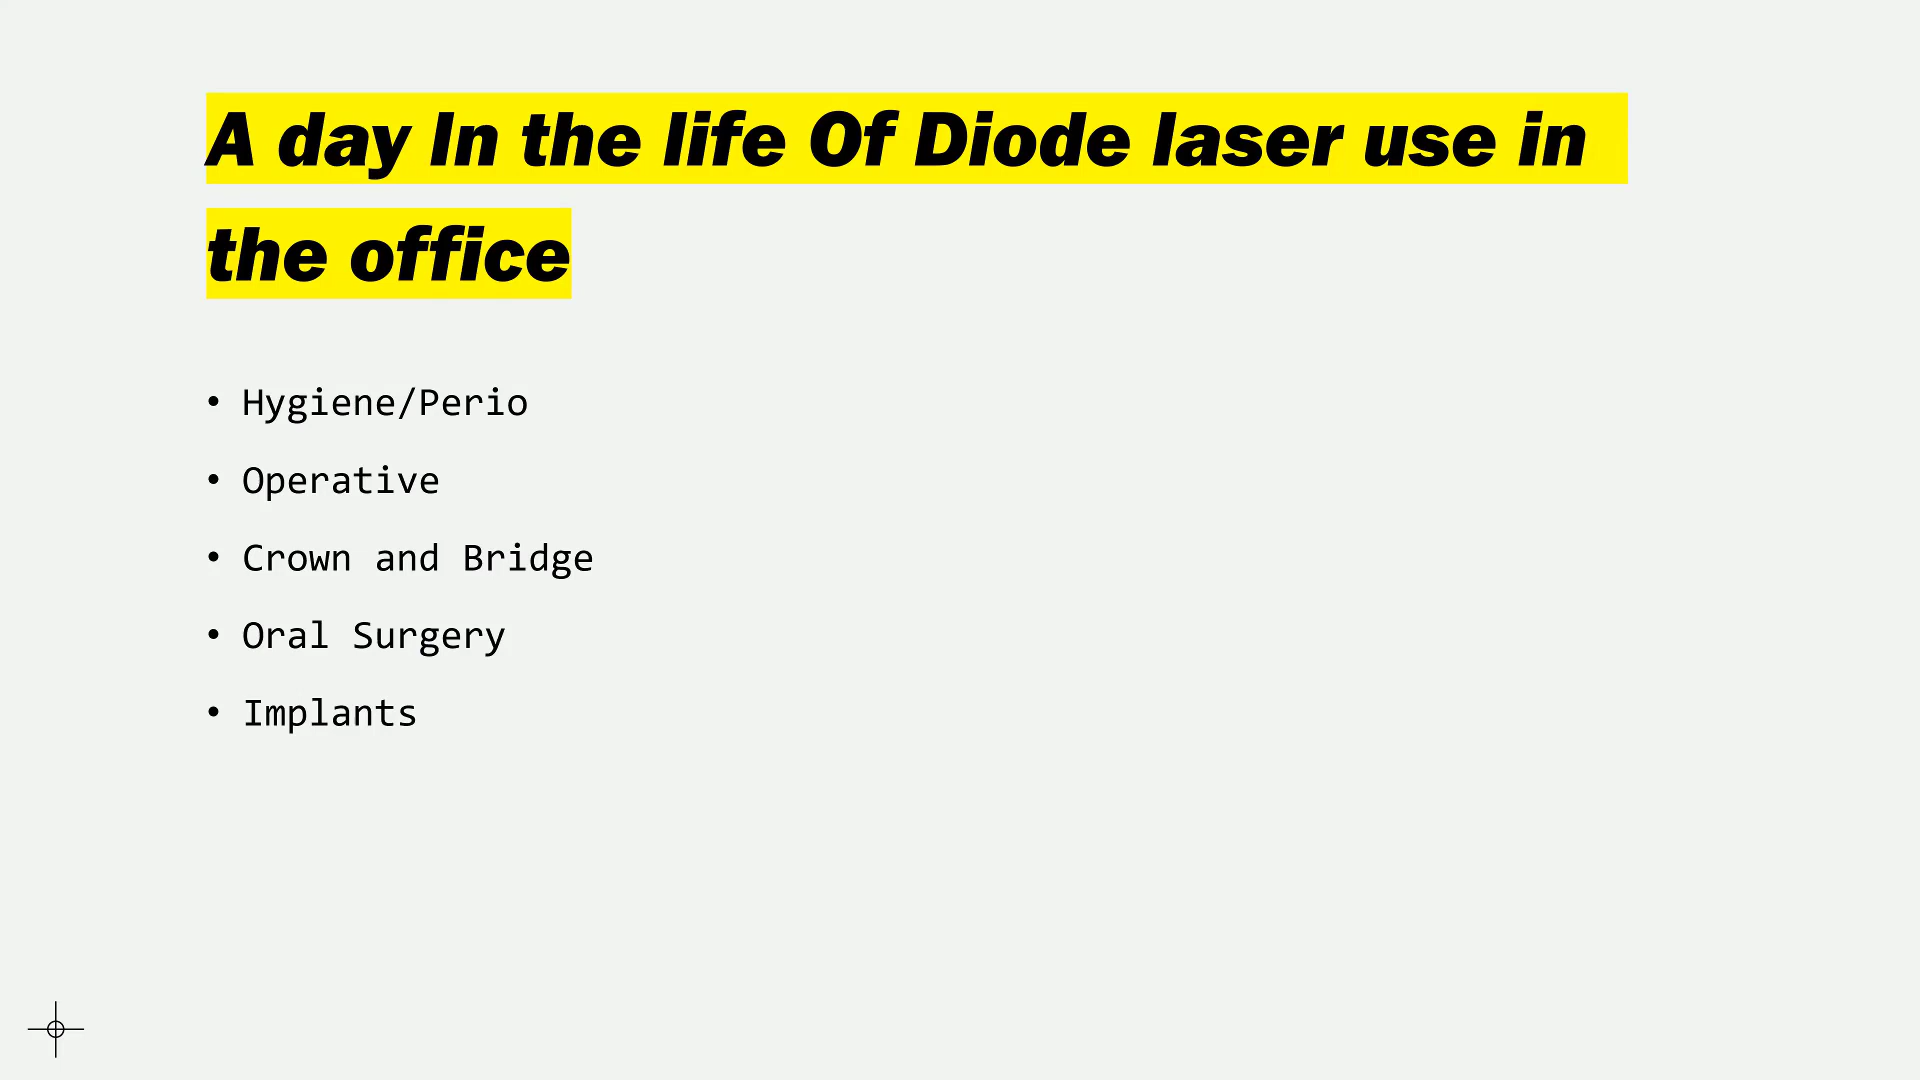 A day In the life Of Diode laser use in
the office
• Hygiene/Perio
• Operative
• Crown and Bridge
• Oral Surgery
• Implants